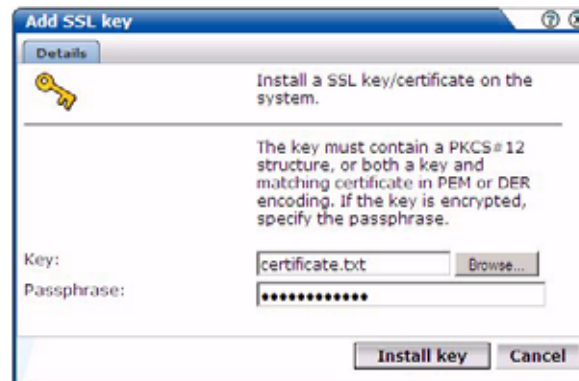 Add SSL key
Details
Install a SSL key/certificate on the
system.
The key must contain a PKCS#12
structure, or both a key and
matching certificate in PEM or DER
encoding. If the key is encrypted,
specify the passphrase.
Key:
certificate.txt
Browse...
Passphrase:
••••••••••••
Install key
Cancel